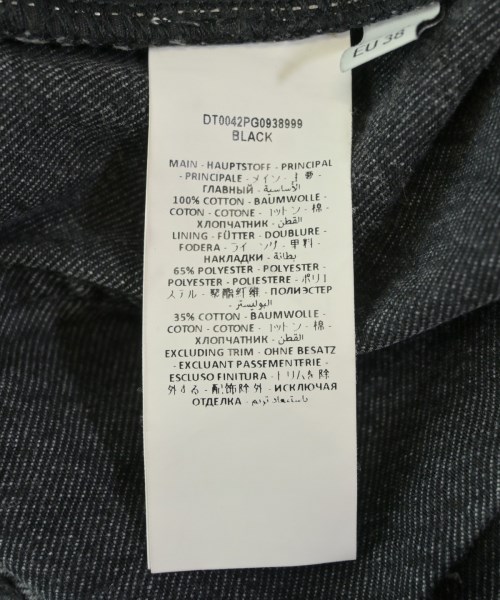 EU 38
DT0042PG0938999
BLACK
MAIN - HAUPTSTOFF - PRINCIPAL
- PRINCIPALE - メイン -
ГЛАВНЫЙ - الأساسية -
100% COTTON - BAUMWOLLE -
COTON - COTONE - コットン - 棉 -
ХЛОПЧАТНИК - القطن
LINING - FÜTTER - DOUBLURE -
FODERA - ライニング - 里料 -
НАКЛАДКИ - بطانة
65% POLYESTER - POLYESTER -
POLYESTER - POLIESTERE - ポリエ
ステル - 聚酯纤维 - ПОЛИЭСТЕР
- البوليستر
35% COTTON - BAUMWOLLE -
COTON - COTONE - コットン - 棉 -
ХЛОПЧАТНИК - القطن
EXCLUDING TRIM - OHNE BESATZ
- EXCLUANT PASSEMENTERIE -
ESCLUSO FINITURA - トリムを除
外する - 配饰除外 - ИСКЛЮЧАЯ
ОТДЕЛКА -